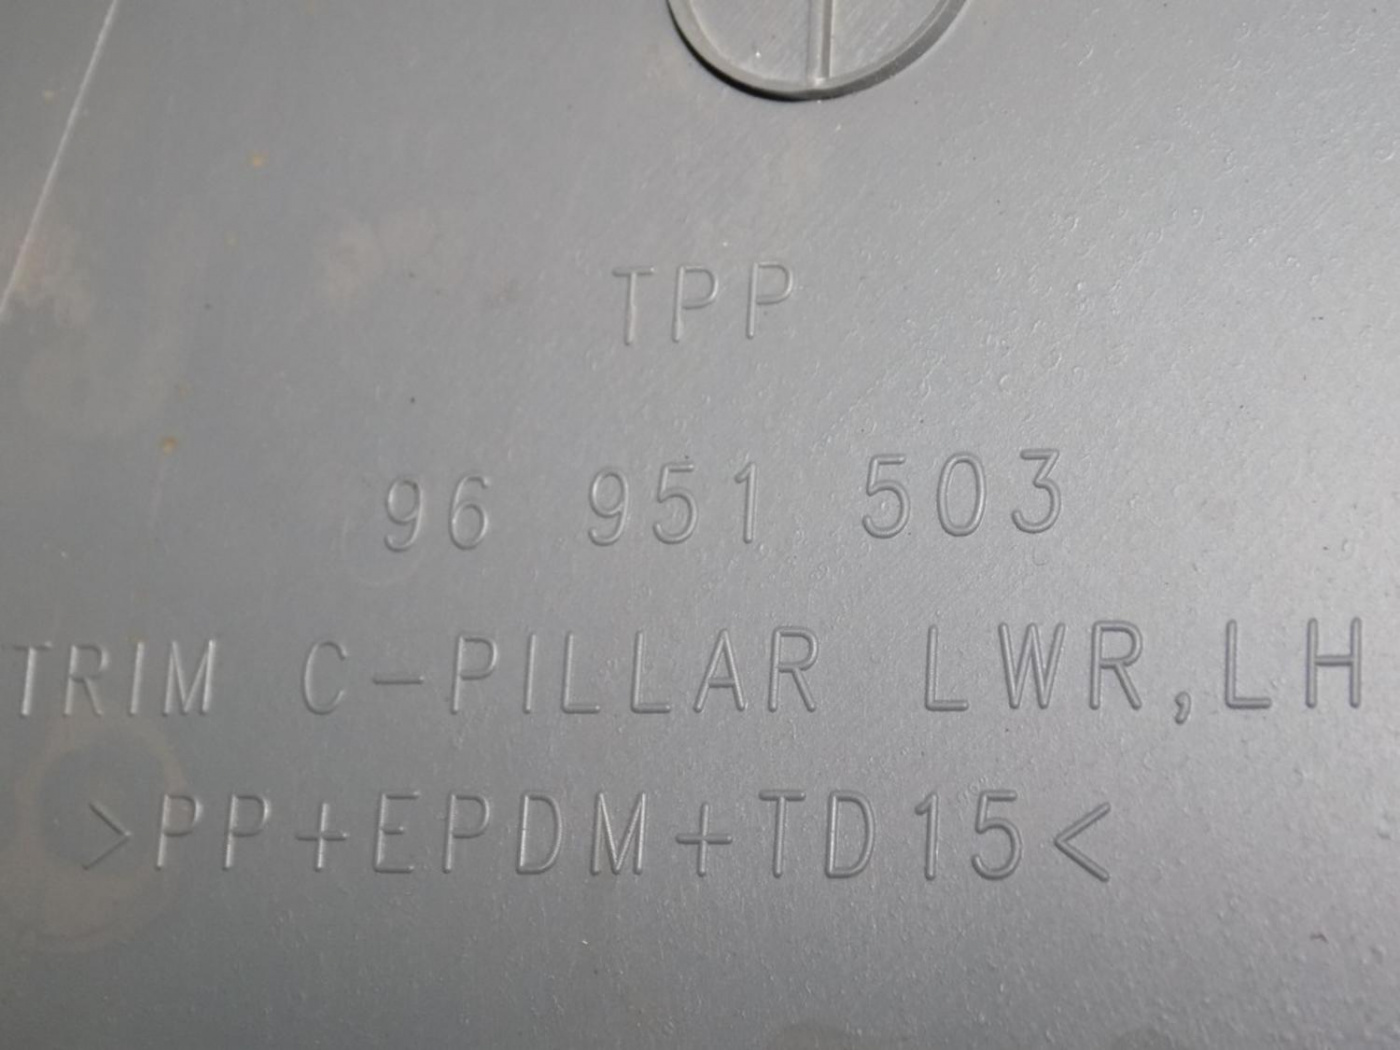 TPP
96 951 503
TRIM C-PILLAR LWR,LH
>PP+EPDM+TD15<